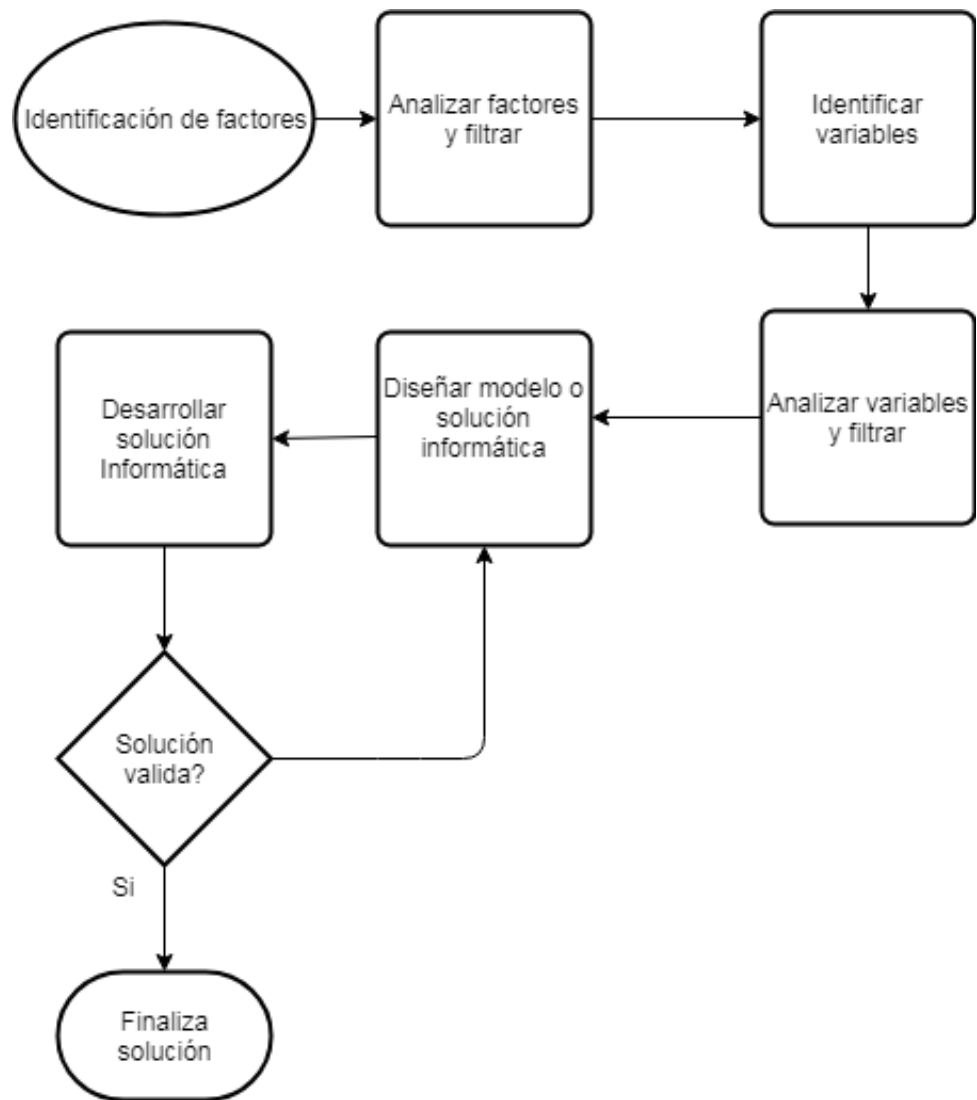 Identificación de factores
Analizar factores
y filtrar
Identificar
variables
Analizar variables
y filtrar
Diseñar modelo o
solución
informática
Desarrollar
solución
Informática
Solución
valida?
Si
Finaliza
solución